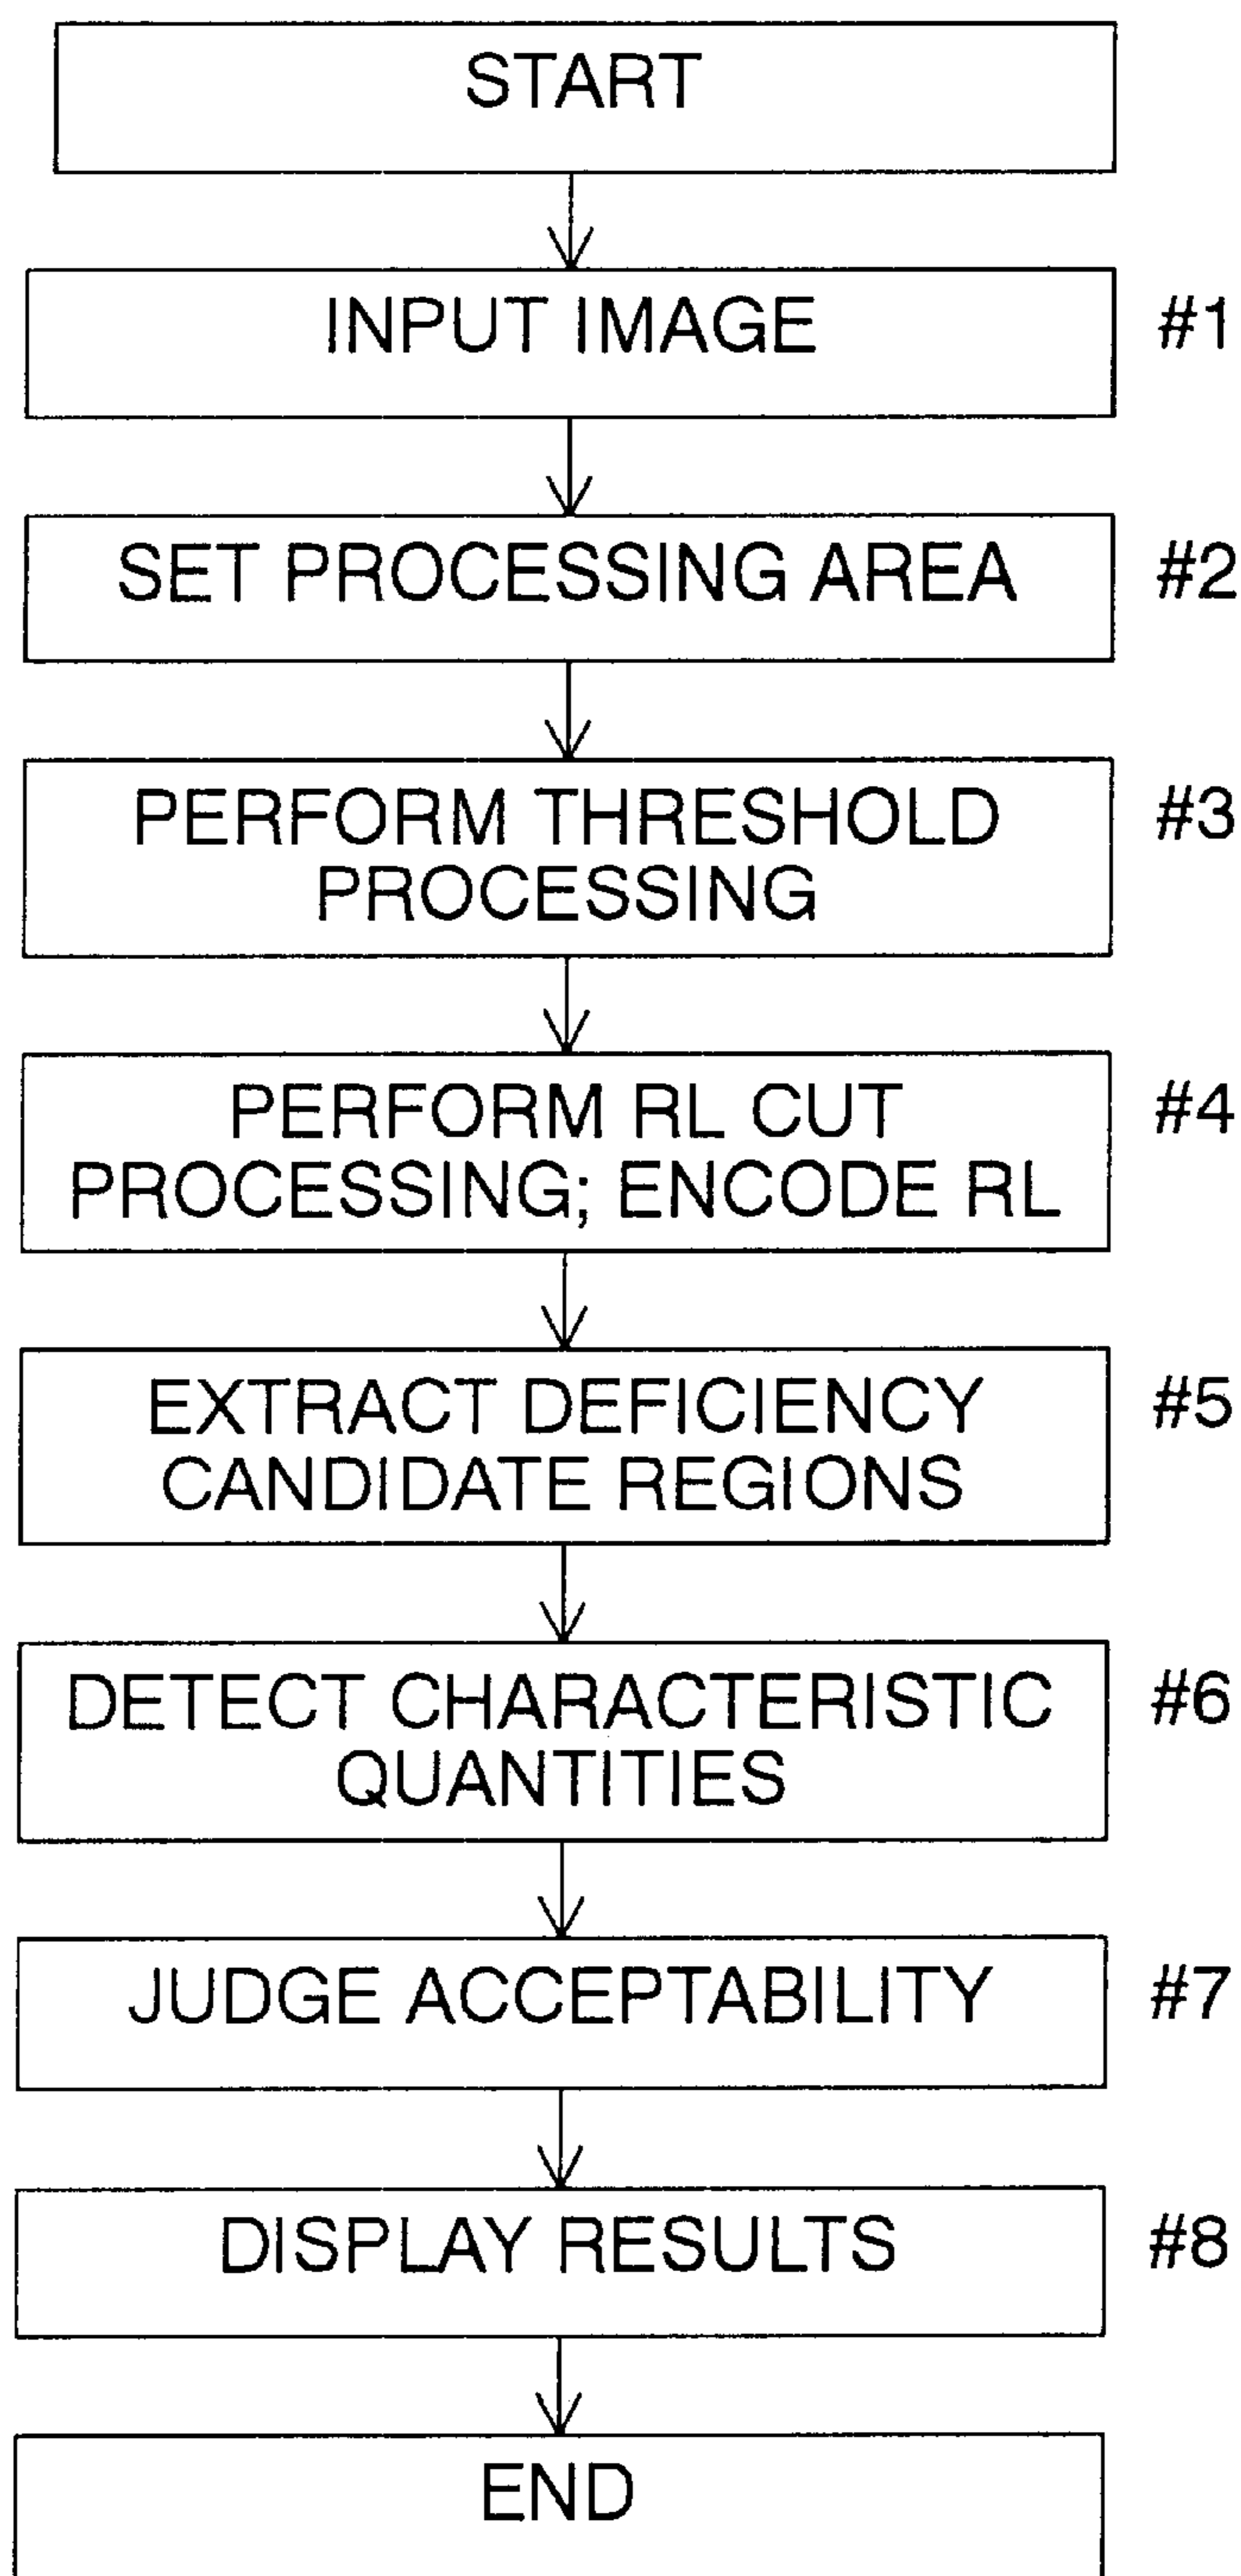 START
INPUT IMAGE #1
SET PROCESSING AREA #2
PERFORM THRESHOLD #3
PROCESSING
PERFORM RL CUT #4
PROCESSING; ENCODE RL
EXTRACT DEFICIENCY #5
CANDIDATE REGIONS
DETECT CHARACTERISTIC #6
QUANTITIES
JUDGE ACCEPTABILITY #7
DISPLAY RESULTS #8
END